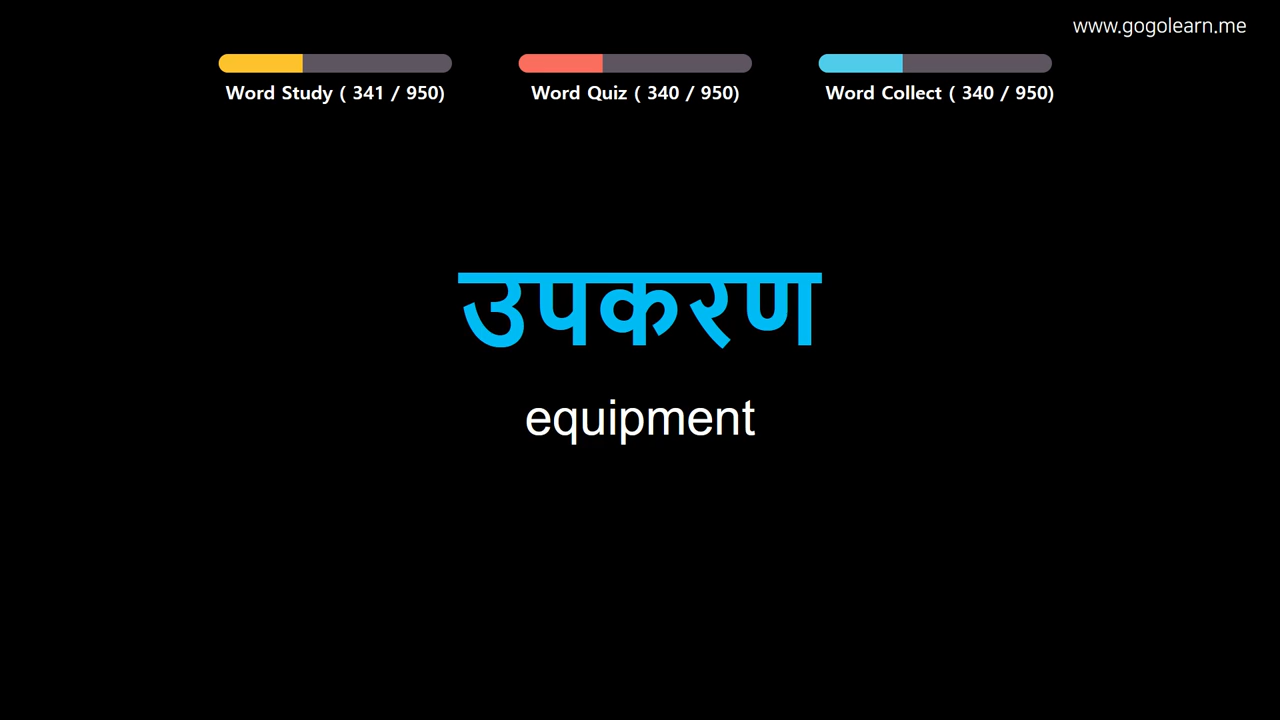 www.gogolearn.me
Word Study ( 341 / 950)
Word Quiz ( 340 / 950)
Word Collect ( 340 / 950)
उपकरण
equipment